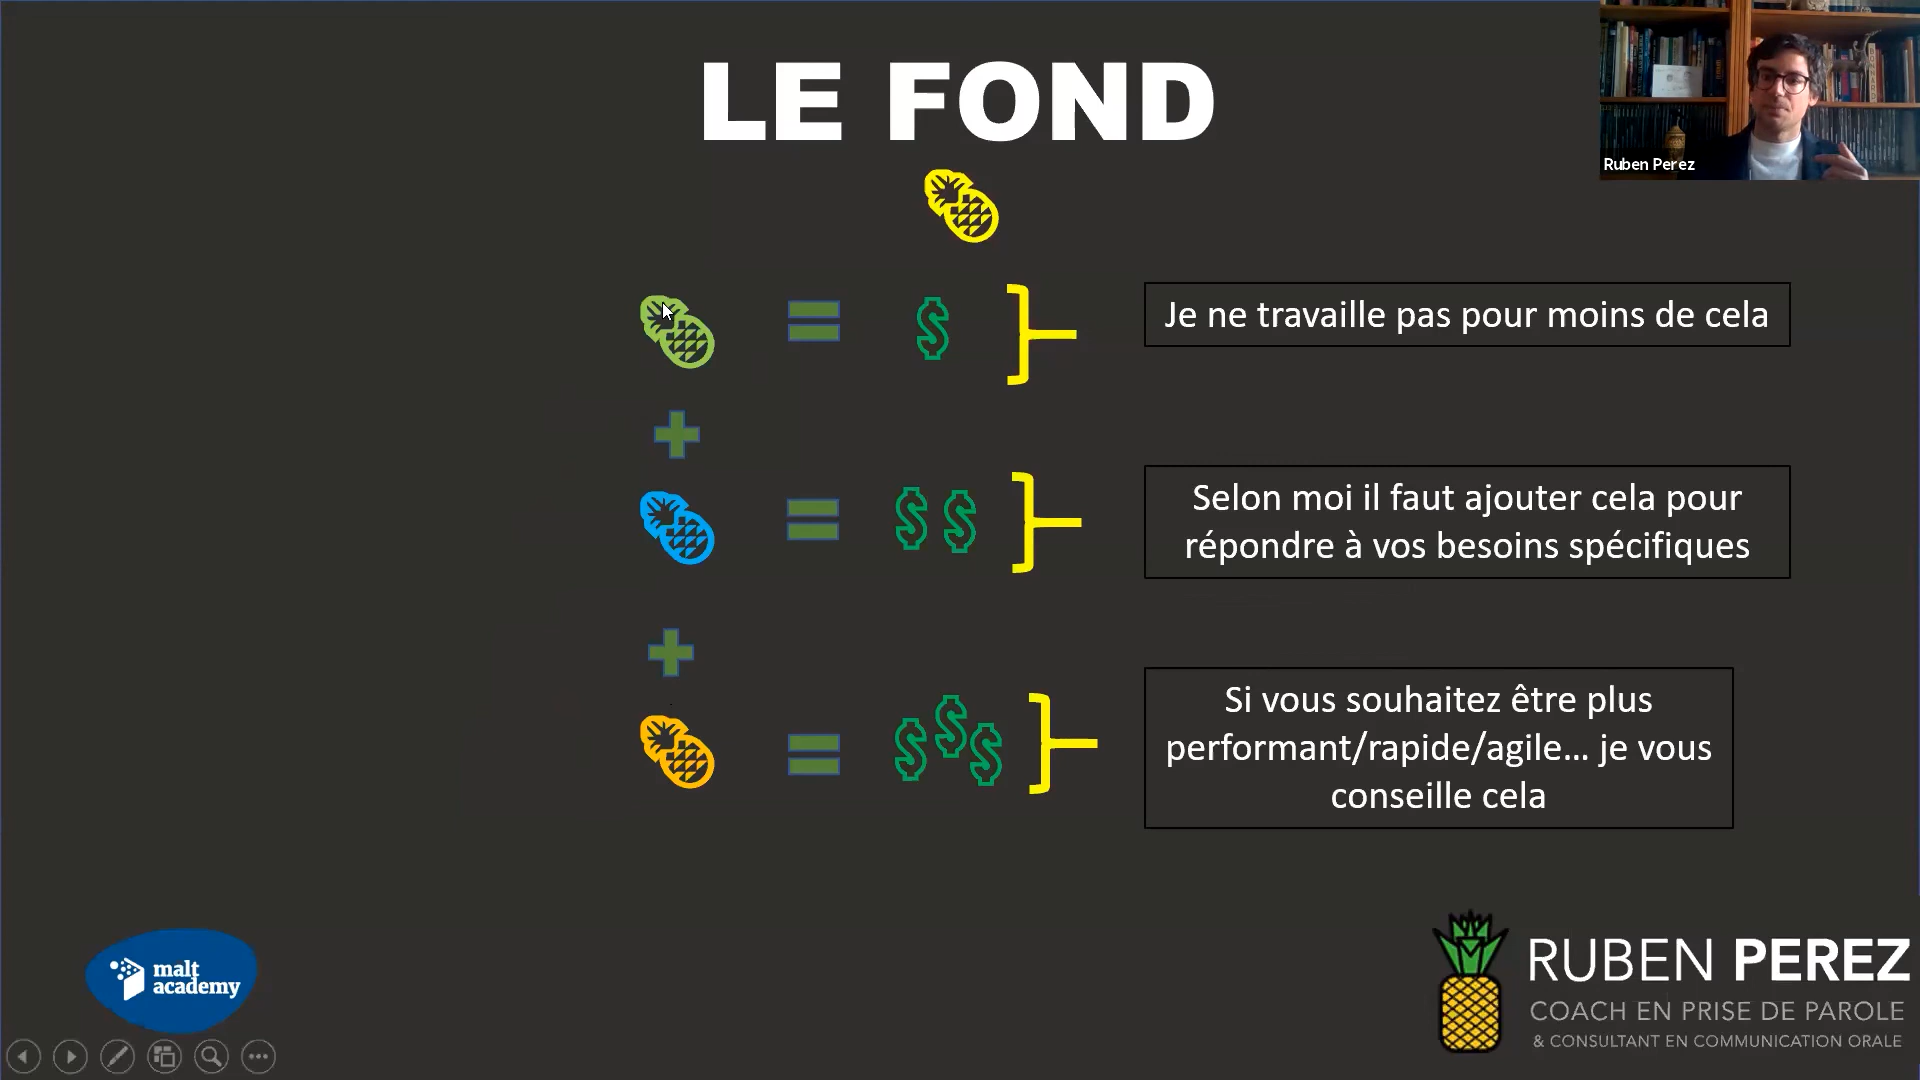 LE FOND
Ruben Perez
Je ne travaille pas pour moins de cela
Selon moi il faut ajouter cela pour
répondre à vos besoins spécifiques
Si vous souhaitez être plus
performant/rapide/agile... je vous
conseille cela
malt
academy
RUBEN PEREZ
COACH EN PRISE DE PAROLE
& CONSULTANT EN COMMUNICATION ORALE